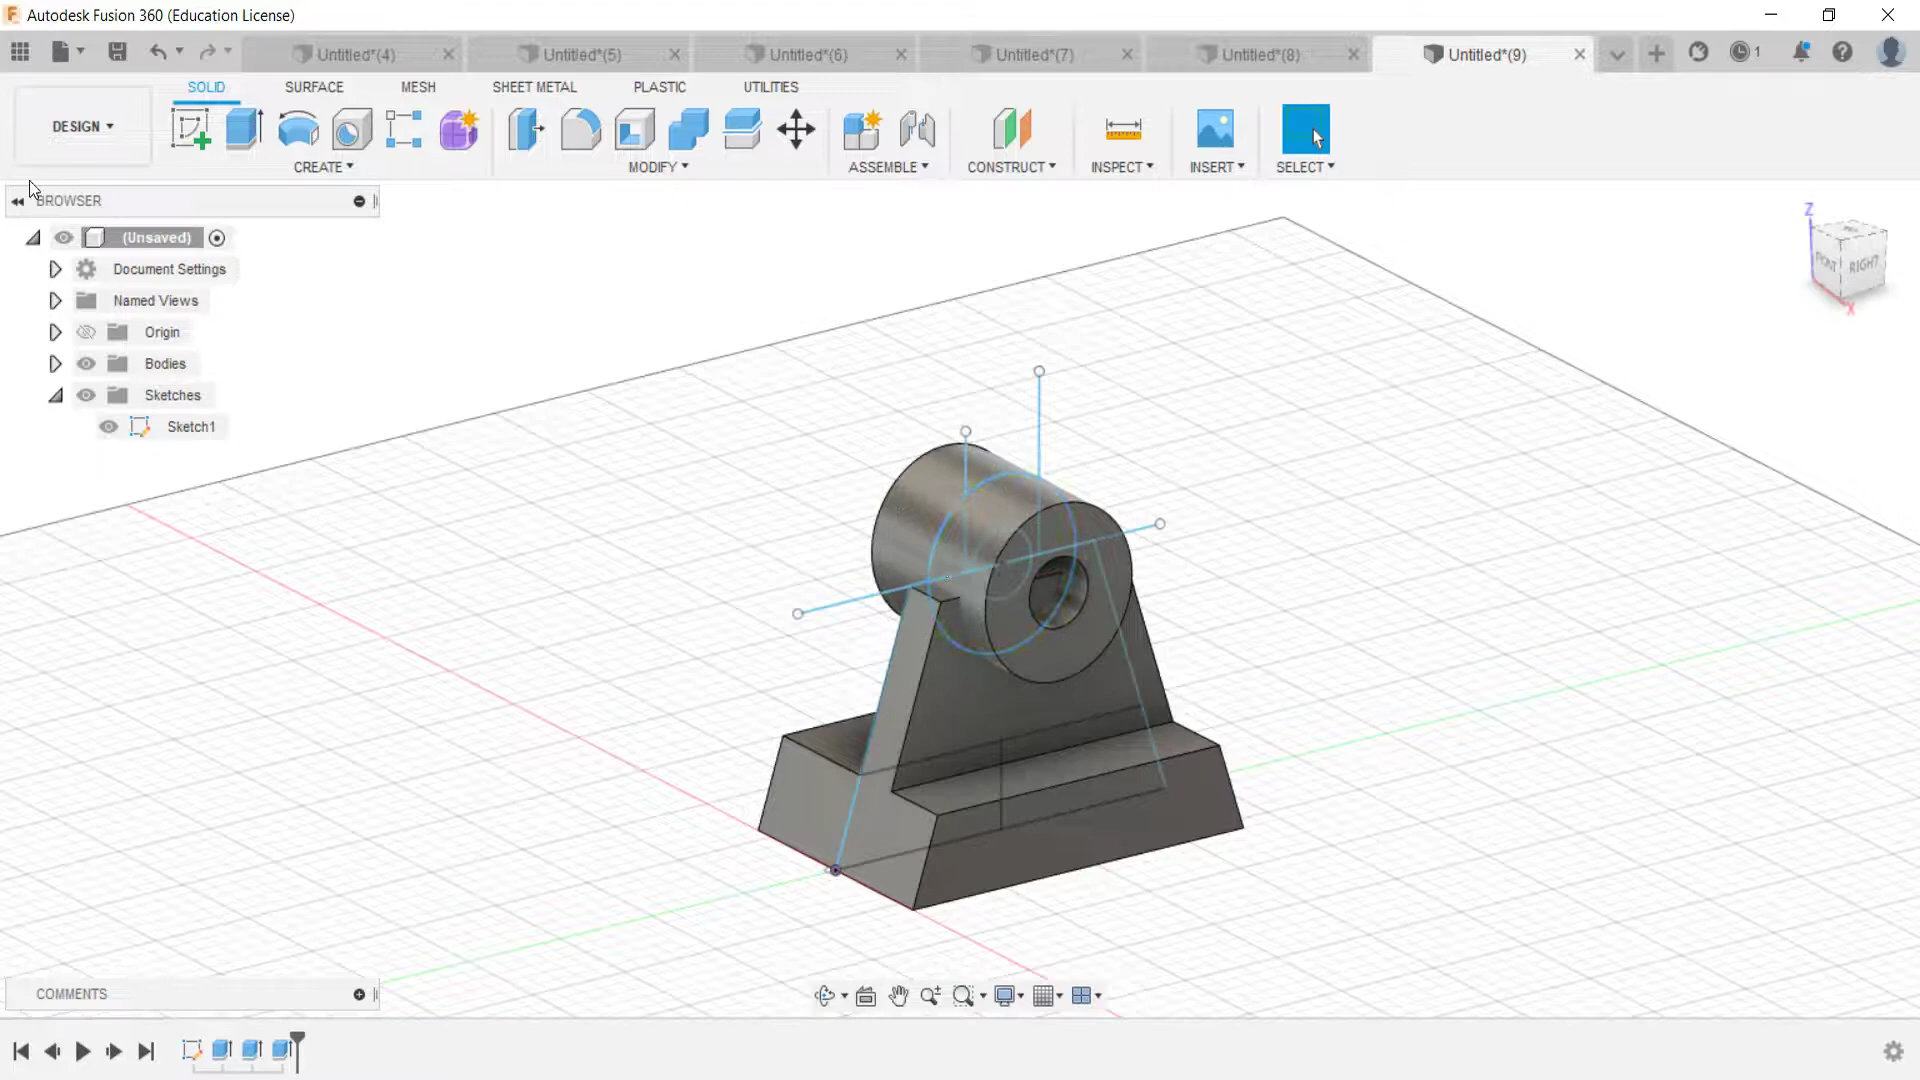 Autodesk Fusion 360 (Education License)
Untitled*(4)
Untitled*(5)
Untitled*(6)
Untitled*(7)
Untitled*(8)
Untitled*(9)
1
SOLID
SURFACE
MESH
SHEET METAL
PLASTIC
UTILITIES
DESIGN
CREATE
MODIFY
ASSEMBLE
CONSTRUCT
INSPECT
INSERT
SELECT
BROWSER
(Unsaved)
Document Settings
Named Views
Origin
Bodies
Sketches
Sketch1
Z
FRONT
RIGHT
X
COMMENTS